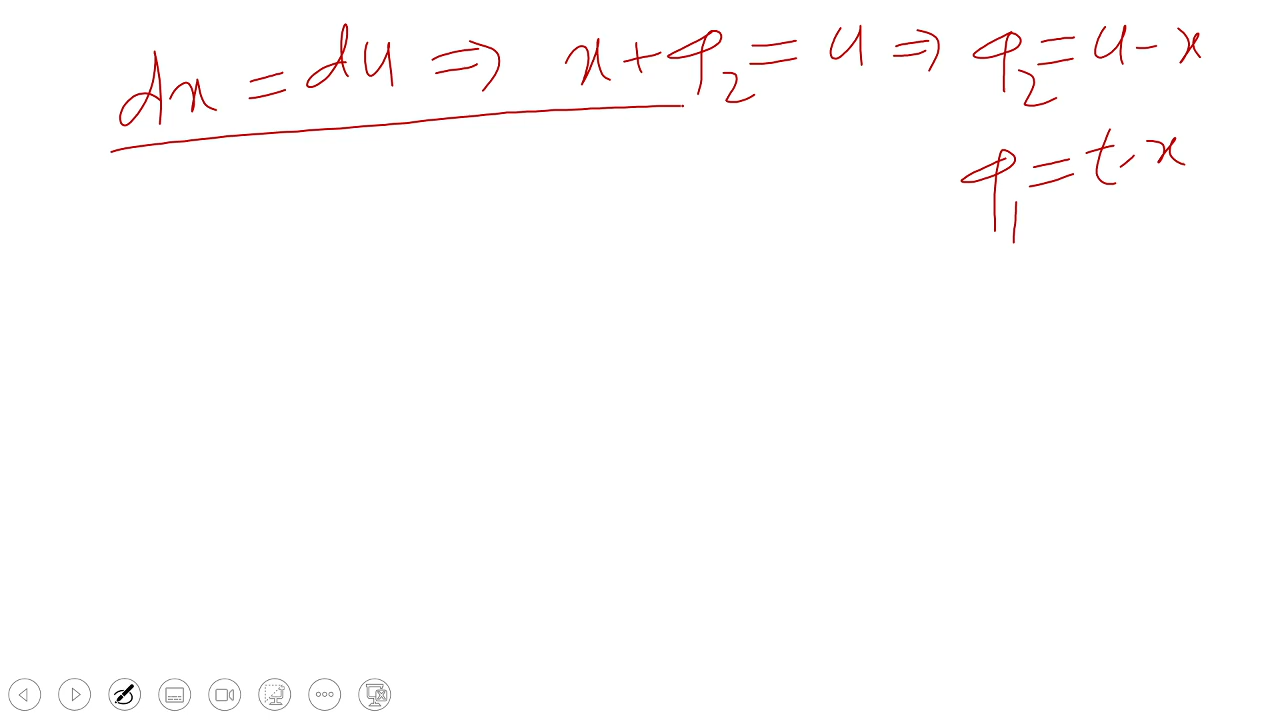 dx = du ⇒ x + φ₂ = u ⇒ φ₂ = u - x
φ₁ = t - x